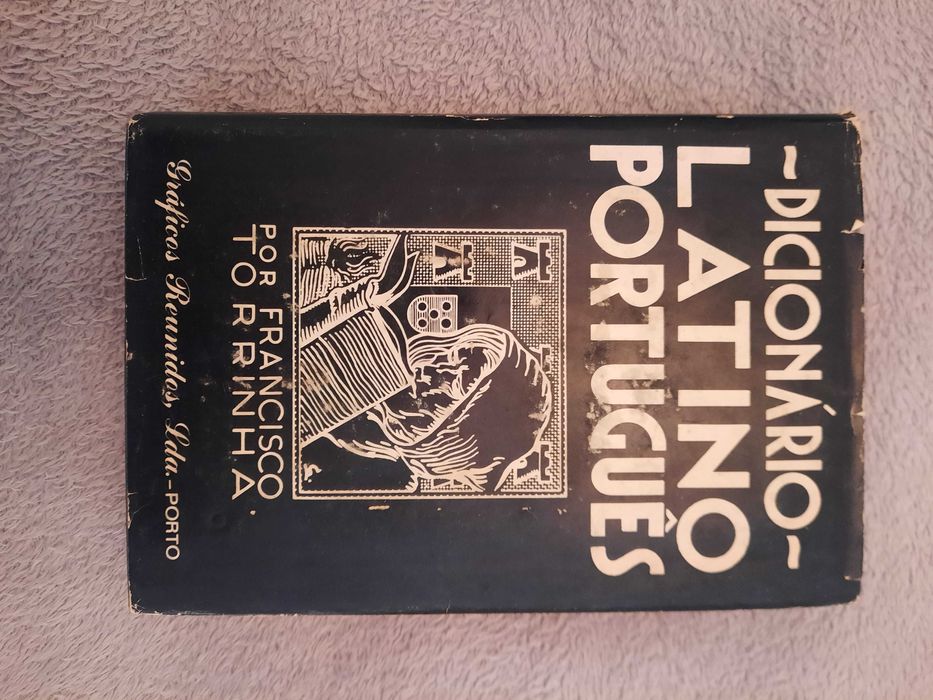 ~DICIONÁRIO~
LATINO
PORTUGUÊS
POR FRANCISCO
TORRINHA
Gráficos Reunidos, Lda.-PORTO